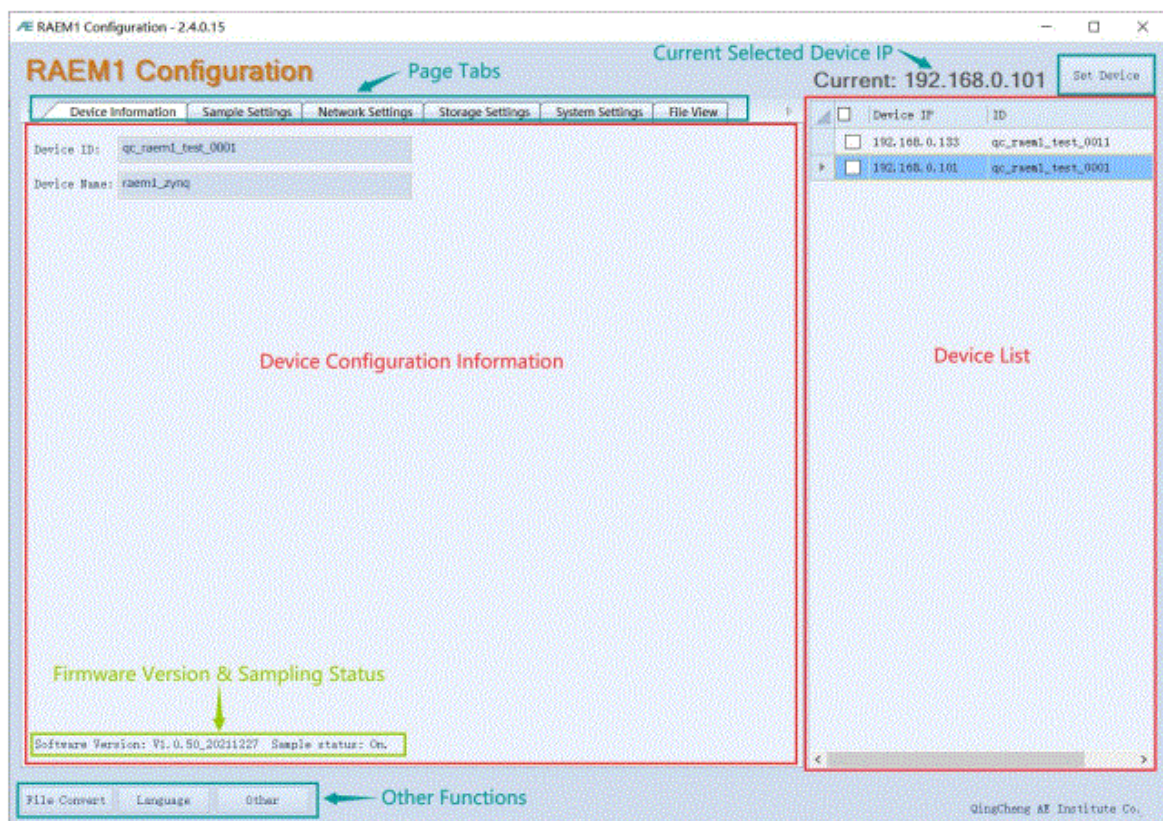 Æ RAEM1 Configuration - 2.4.0.15
RAEM1 Configuration
Page Tabs
Current Selected Device IP
Current: 192.168.0.101
Set Device
Device Information
Sample Settings
Network Settings
Storage Settings
System Settings
File View
Device IP
ID
192.168.0.133
qc_raem1_test_0011
192.168.0.101
qc_raem1_test_0001
Device ID: qc_raem1_test_0001
Device Name: raem1_zynq
Device Configuration Information
Device List
Firmware Version & Sampling Status
Software Version: V1.0.50_20211227 Sample status: On.
File Convert
Language
Other
Other Functions
QingCheng AE Institute Co.